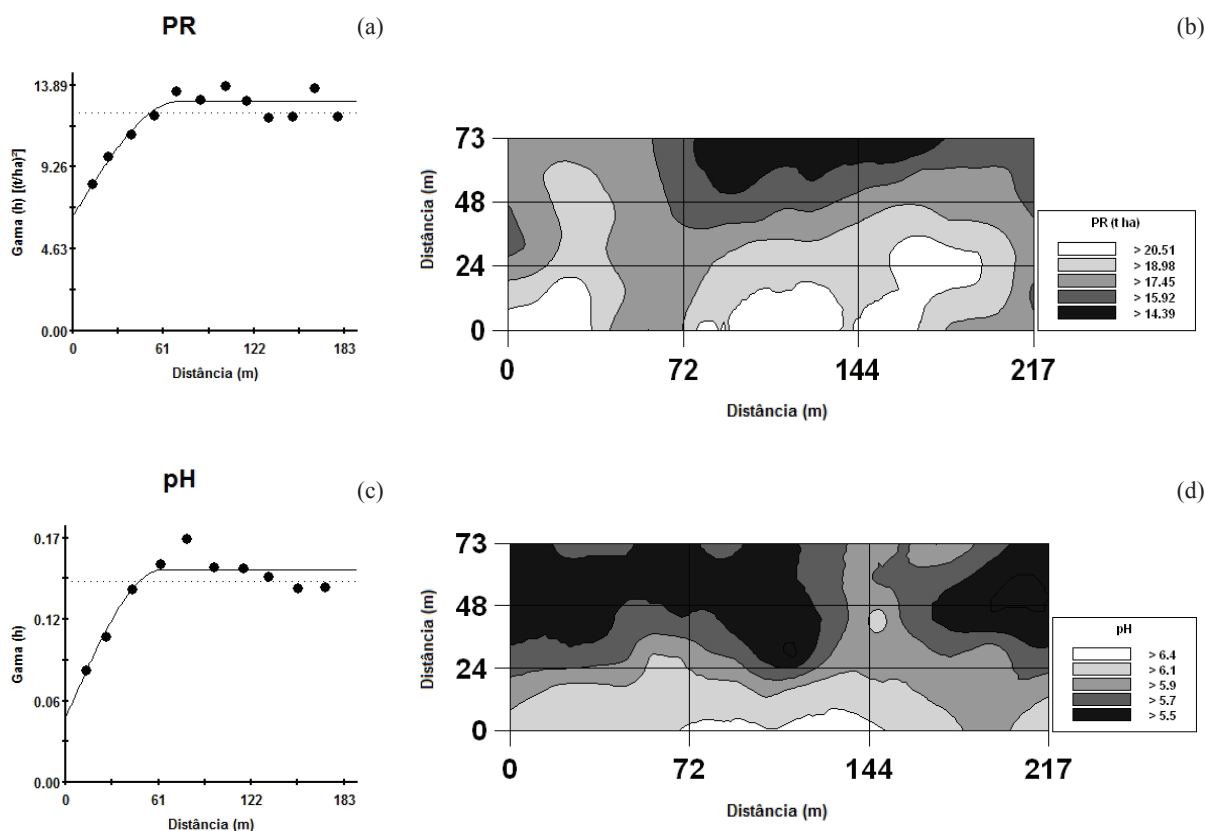 PR
(a)
Gama (h) [(t/ha)²]
13.89
9.26
4.63
0.00
0 61 122 183
Distância (m)
(b)
Distância (m)
73
48
24
0
0 72 144 217
Distância (m)
PR (t ha)
> 20.51
> 18.98
> 17.45
> 15.92
> 14.39
pH
(c)
Gama (h)
0.17
0.12
0.06
0.00
0 61 122 183
Distância (m)
(d)
Distância (m)
73
48
24
0
0 72 144 217
Distância (m)
pH
> 6.4
> 6.1
> 5.9
> 5.7
> 5.5